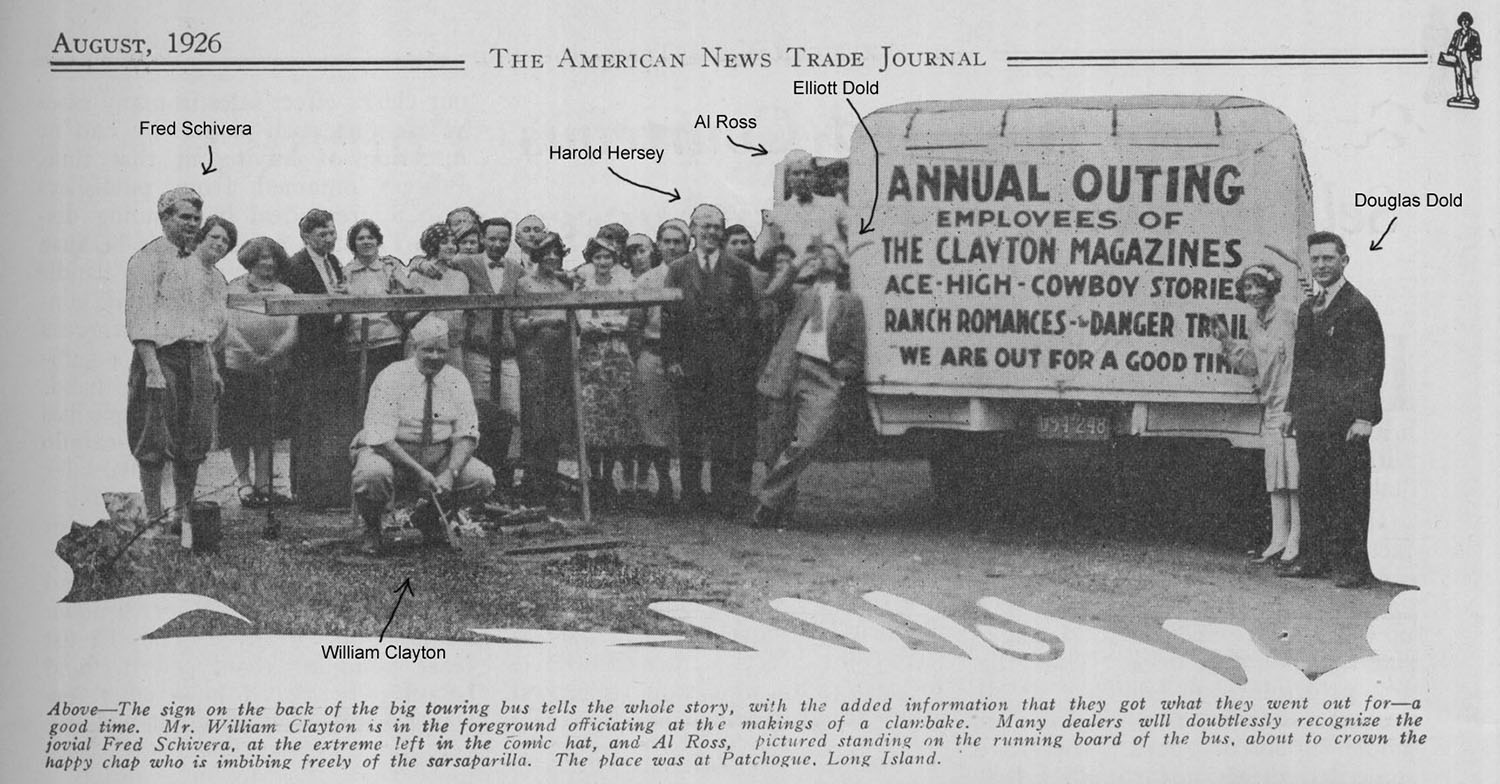 AUGUST, 1926
THE AMERICAN NEWS TRADE JOURNAL
Elliott Dold
Al Ross
Fred Schivera
Harold Hersey
Douglas Dold
ANNUAL OUTING
EMPLOYEES OF
THE CLAYTON MAGAZINES
ACE-HIGH - COWBOY STORIES
RANCH ROMANCES - DANGER TRAIL
WE ARE OUT FOR A GOOD TIM
William Clayton
Above—The sign on the back of the big touring bus tells the whole story, with the added information that they got what they went out for—a
good time. Mr. William Clayton is in the foreground officiating at the makings of a clambake. Many dealers will doubtlessly recognize the
jovial Fred Schivera, at the extreme left in the comic hat, and Al Ross, pictured standing on the running board of the bus, about to crown the
happy chap who is imbibing freely of the sarsaparilla. The place was at Patchogue, Long Island.